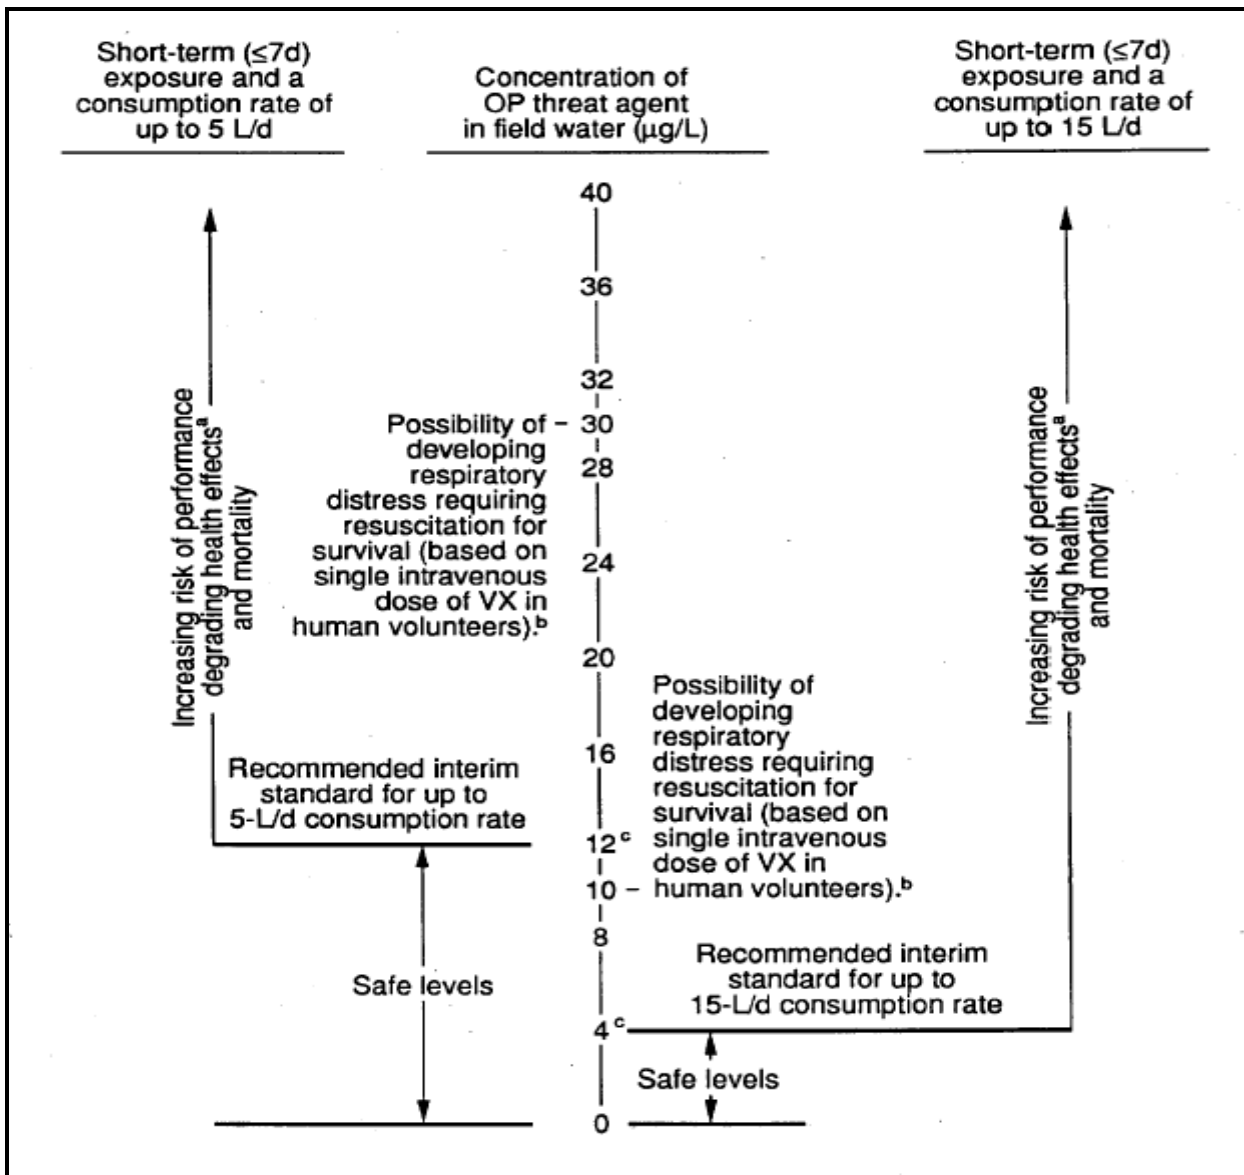 Short-term (≤7d)
exposure and a
consumption rate of
up to 5 L/d
Concentration of
OP threat agent
in field water (μg/L)
Short-term (≤7d)
exposure and a
consumption rate of
up to 15 L/d
40
36
32
30
28
24
20
16
12 c
10
8
4 c
0
Increasing risk of performance
degrading health effects a
and mortality
Possibility of –
developing
respiratory
distress requiring
resuscitation for
survival (based on
single intravenous
dose of VX in
human volunteers). b
Recommended interim
standard for up to
5-L/d consumption rate
Safe levels
Possibility of
developing
respiratory
distress requiring
resuscitation for
survival (based on
single intravenous
dose of VX in
– human volunteers). b
Recommended interim
standard for up to
15-L/d consumption rate
Safe levels
Increasing risk of performance
degrading health effects a
and mortality